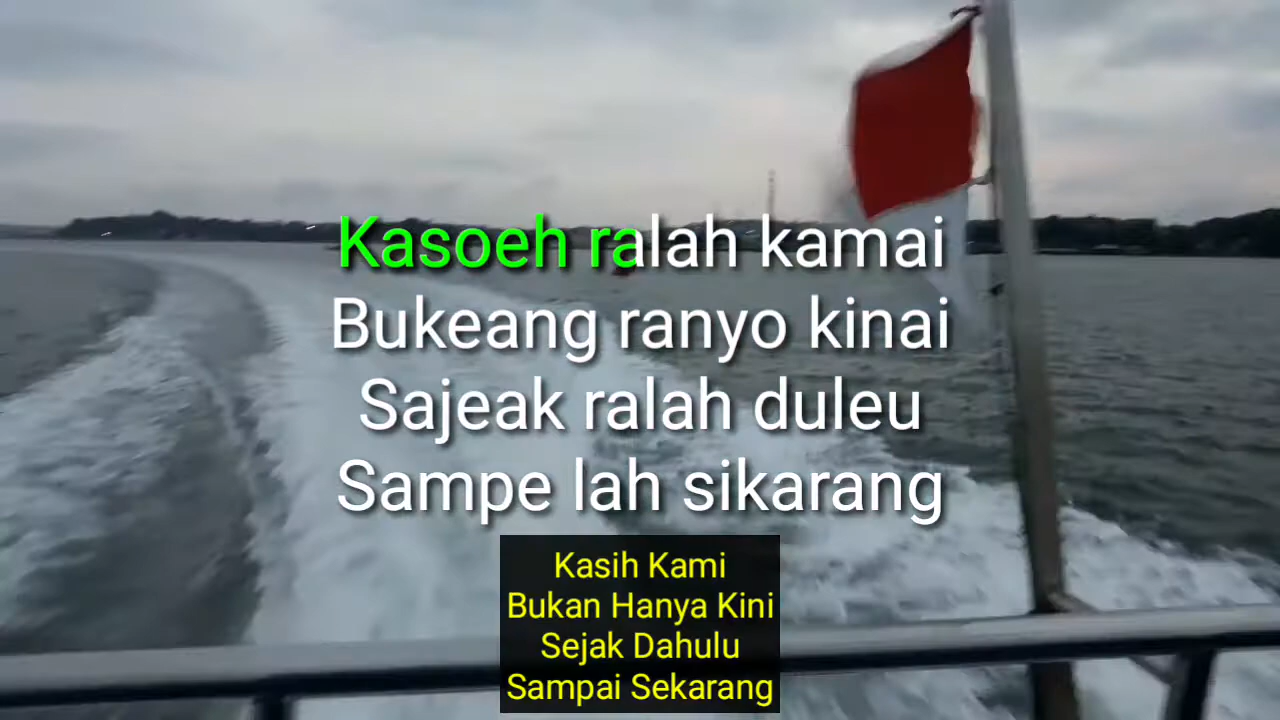 Kasoeh ralah kamai
Bukeang ranyo kinai
Sajeak ralah duleu
Sampe lah sikarang
Kasih Kami
Bukan Hanya Kini
Sejak Dahulu
Sampai Sekarang